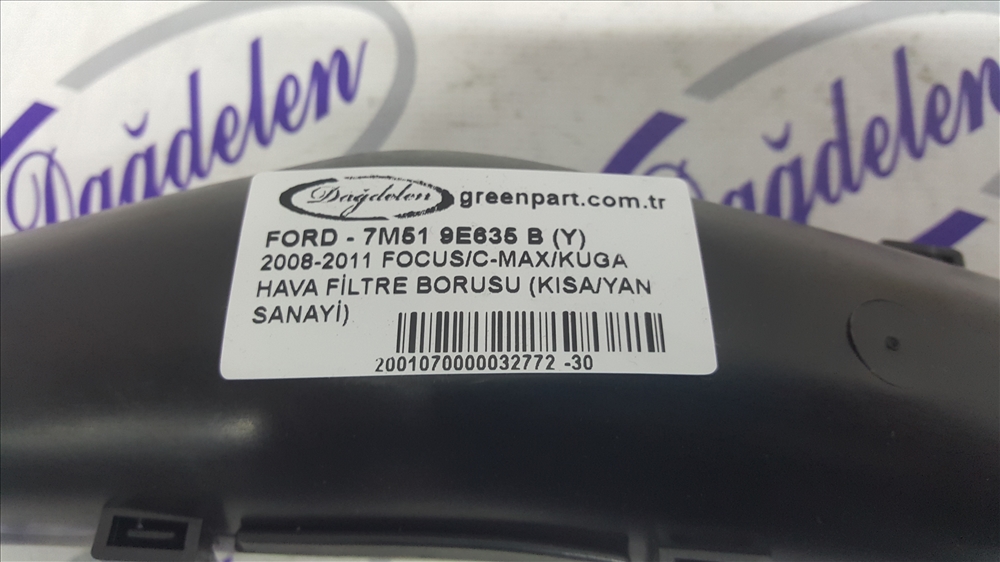 Dağdelen
Dağdelen
Dağdelen greenpart.com.tr
FORD - 7M51 9E635 B (Y)
2008-2011 FOCUS/C-MAX/KUGA
HAVA FİLTRE BORUSU (KISA/YAN
SANAYİ)
2001070000032772 -30